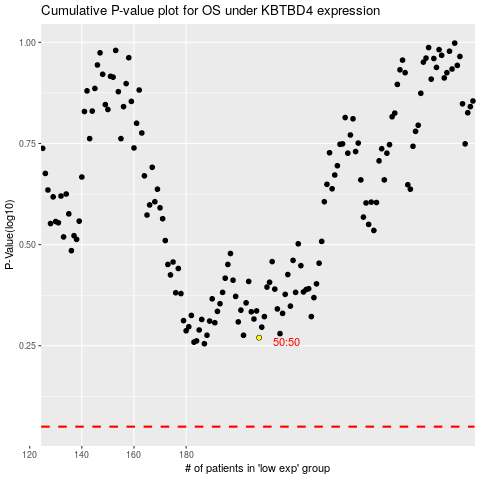 Cumulative P-value plot for OS under KBTBD4 expression
P-Value(log10)
1.00
0.75
0.50
0.25
50:50
120 140 160 180
# of patients in 'low exp' group